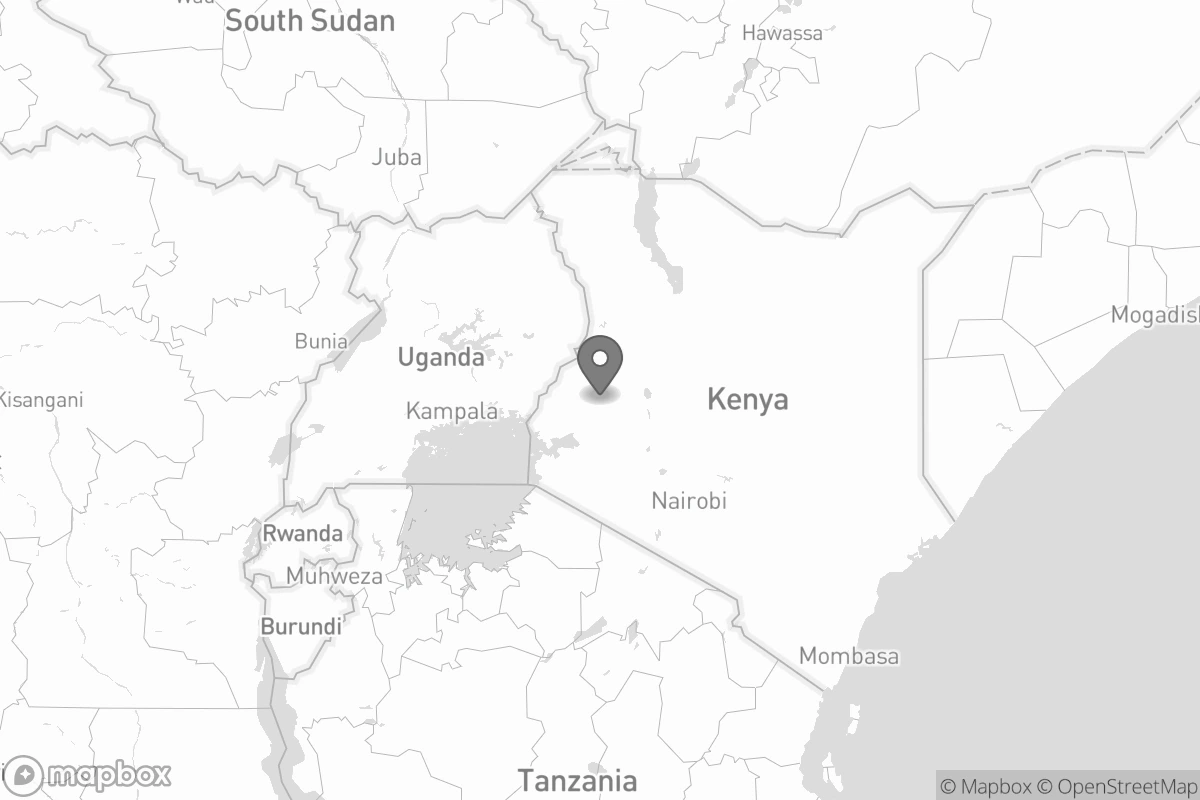 Wau
South Sudan
Hawassa
Juba
Mogadish
Bunia
Uganda
Kisangani
Kenya
Kampala
Nairobi
Rwanda
Muhweza
Burundi
Mombasa
Tanzania
mapbox
© Mapbox © OpenStreetMap